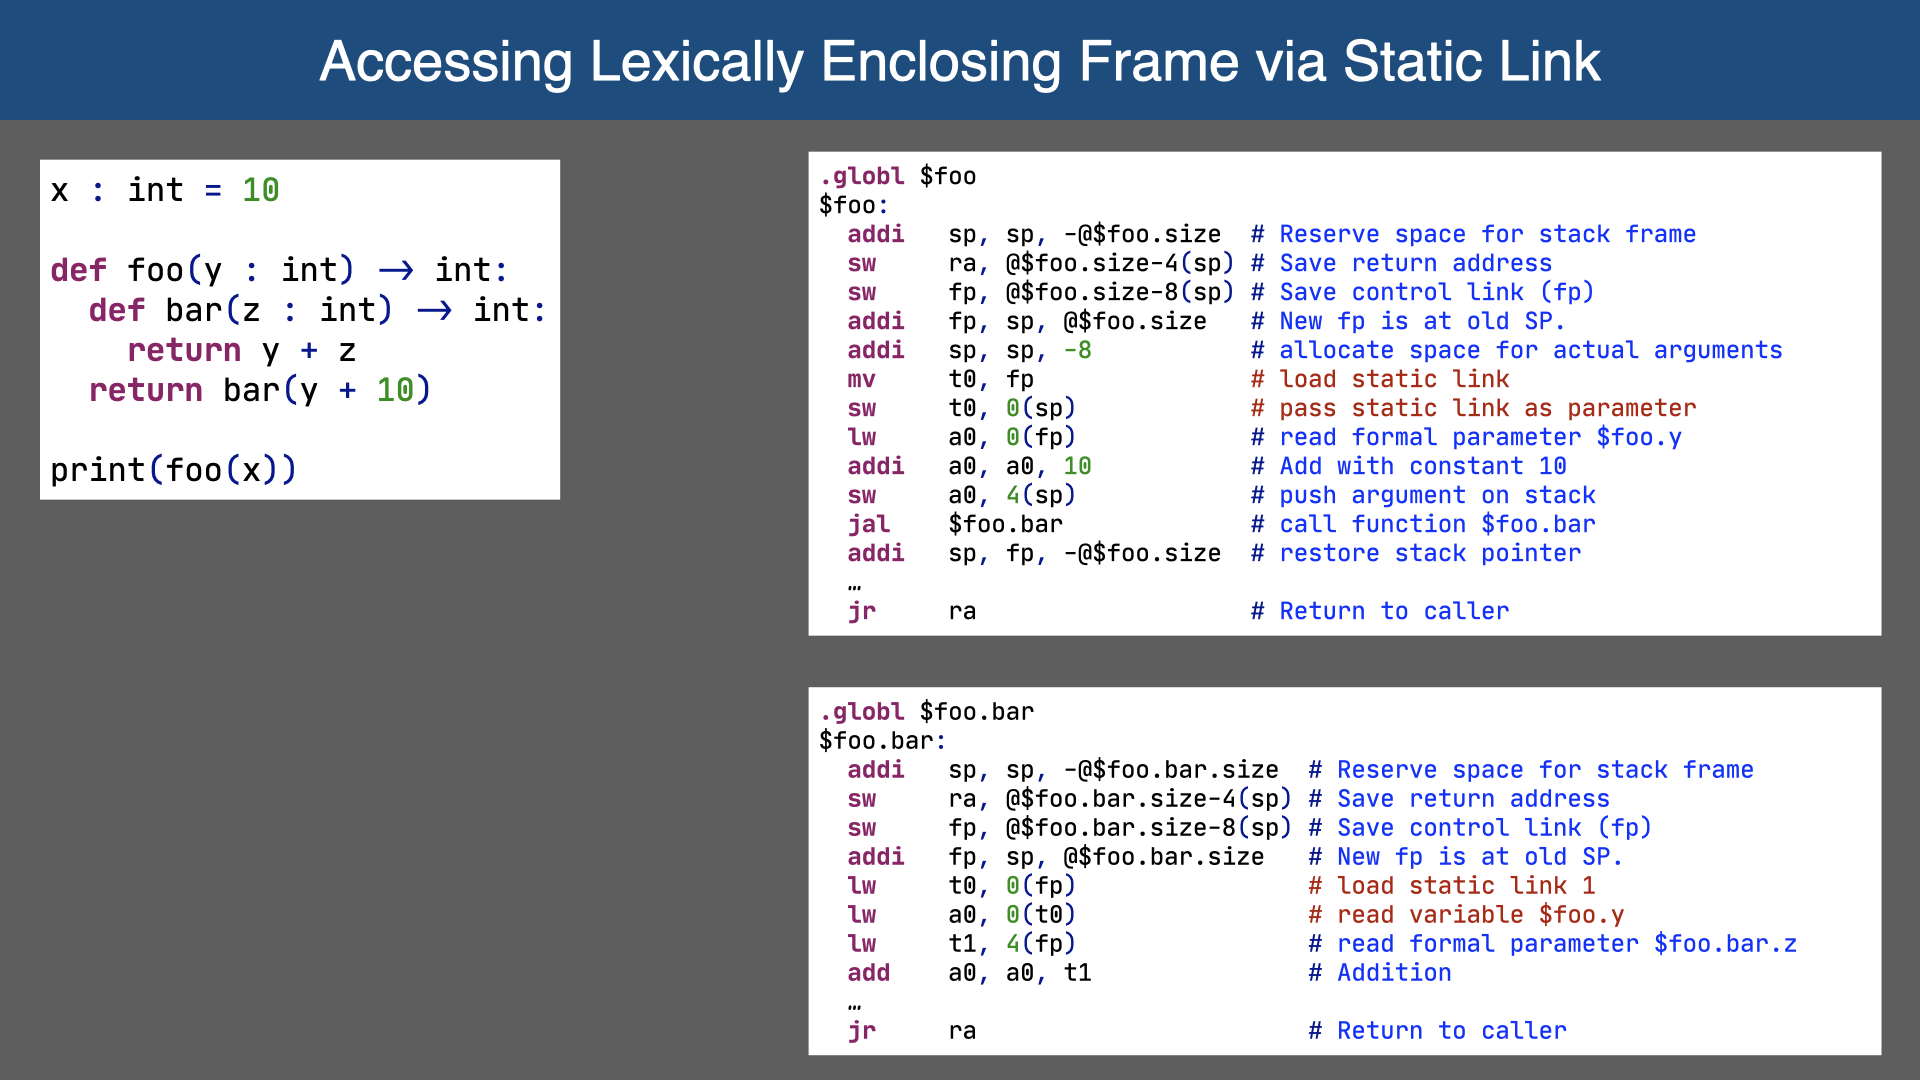 Accessing Lexically Enclosing Frame via Static Link
x : int = 10
def foo(y : int) → int:
  def bar(z : int) → int:
    return y + z
  return bar(y + 10)
print(foo(x))
.globl $foo
$foo:
  addi   sp, sp, -@$foo.size  # Reserve space for stack frame
  sw     ra, @$foo.size-4(sp) # Save return address
  sw     fp, @$foo.size-8(sp) # Save control link (fp)
  addi   fp, sp, @$foo.size   # New fp is at old SP.
  addi   sp, sp, -8           # allocate space for actual arguments
  mv     t0, fp               # load static link
  sw     t0, 0(sp)            # pass static link as parameter
  lw     a0, 0(fp)            # read formal parameter $foo.y
  addi   a0, a0, 10           # Add with constant 10
  sw     a0, 4(sp)            # push argument on stack
  jal    $foo.bar             # call function $foo.bar
  addi   sp, fp, -@$foo.size  # restore stack pointer
  …
  jr     ra                   # Return to caller
.globl $foo.bar
$foo.bar:
  addi   sp, sp, -@$foo.bar.size  # Reserve space for stack frame
  sw     ra, @$foo.bar.size-4(sp) # Save return address
  sw     fp, @$foo.bar.size-8(sp) # Save control link (fp)
  addi   fp, sp, @$foo.bar.size   # New fp is at old SP.
  lw     t0, 0(fp)                # load static link 1
  lw     a0, 0(t0)                # read variable $foo.y
  lw     t1, 4(fp)                # read formal parameter $foo.bar.z
  add    a0, a0, t1               # Addition
  …
  jr     ra                       # Return to caller